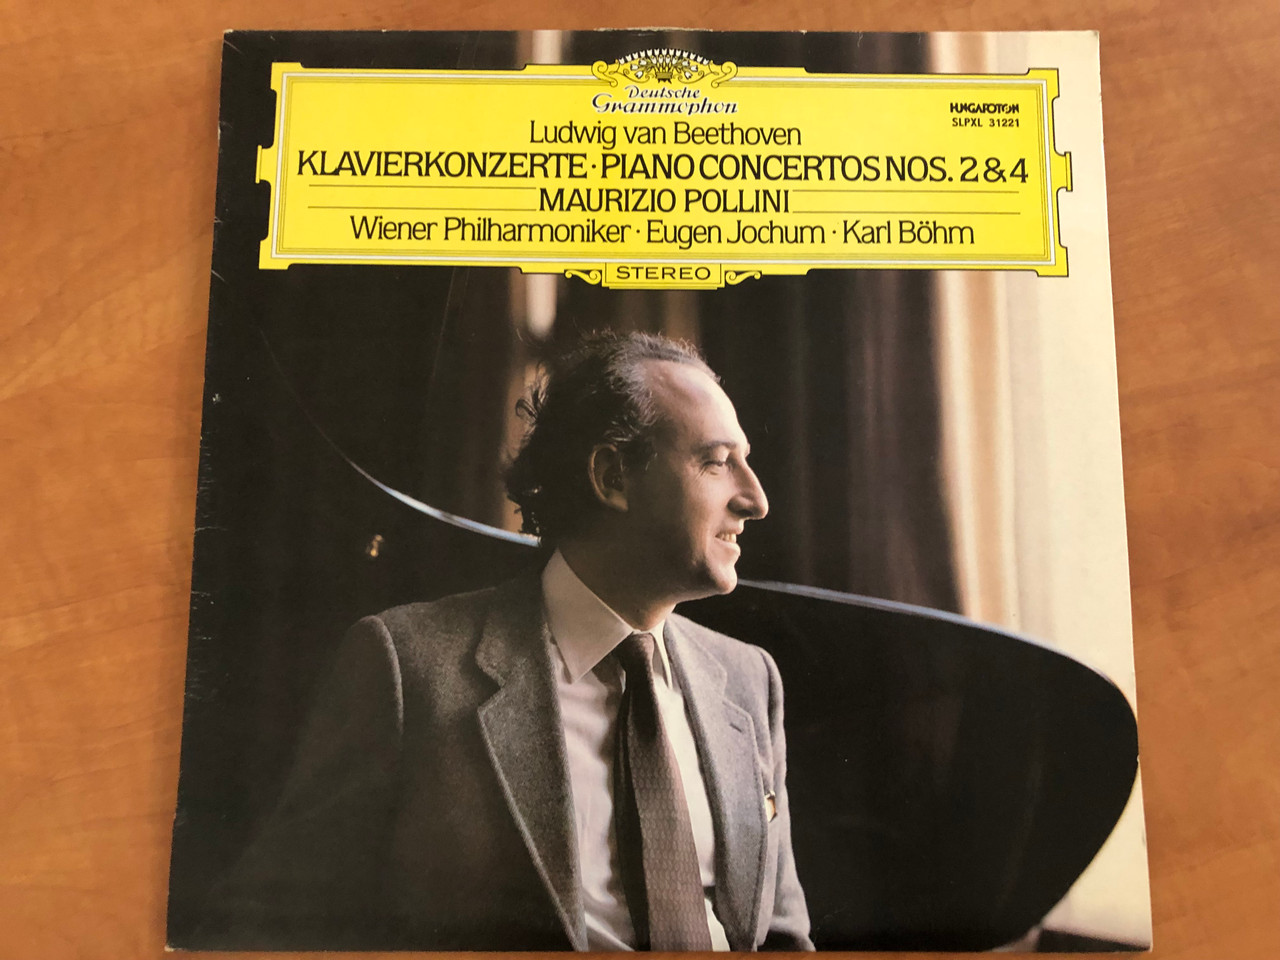 Deutsche
Grammophon
HUNGAROTON
SLPXL 31221
Ludwig van Beethoven
KLAVIERKONZERTE · PIANO CONCERTOS NOS. 2 & 4
MAURIZIO POLLINI
Wiener Philharmoniker · Eugen Jochum · Karl Böhm
STEREO